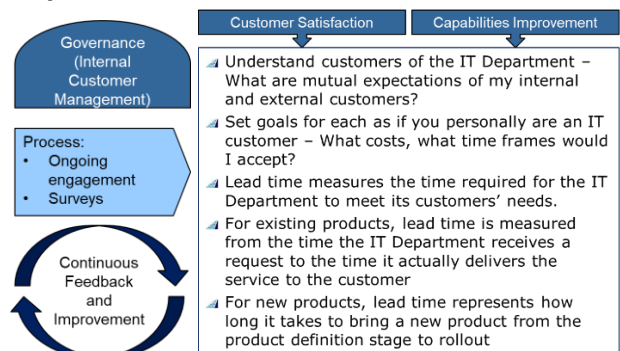 Customer Satisfaction
Capabilities Improvement
Governance
(Internal
Customer
Management)
Process:
• Ongoing
engagement
• Surveys
Continuous
Feedback
and
Improvement
Understand customers of the IT Department –
What are mutual expectations of my internal
and external customers?
Set goals for each as if you personally are an IT
customer – What costs, what time frames would
I accept?
Lead time measures the time required for the IT
Department to meet its customers’ needs.
For existing products, lead time is measured
from the time the IT Department receives a
request to the time it actually delivers the
service to the customer
For new products, lead time represents how
long it takes to bring a new product from the
product definition stage to rollout